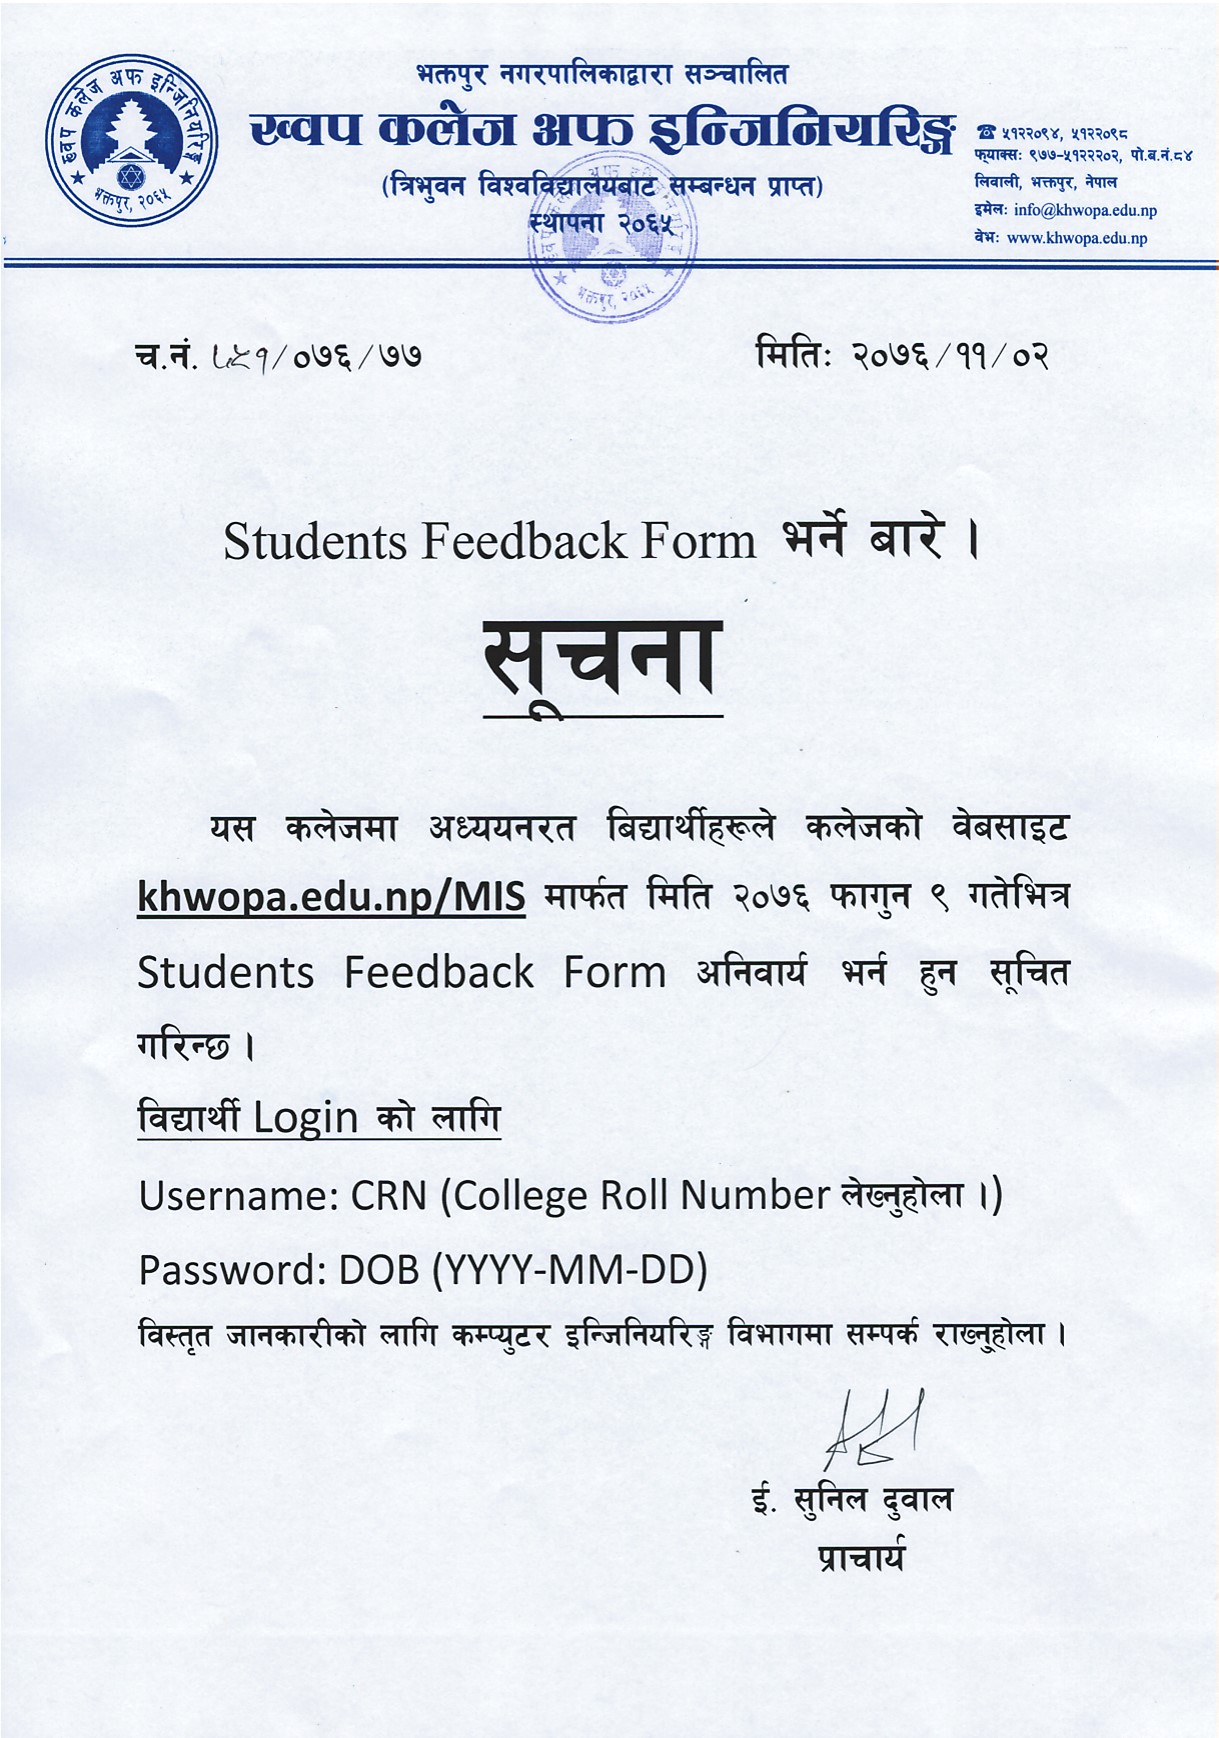 ख्वप कलेज अफ इन्जिनियरिङ्ग
भक्तपुर, २०६५
भक्तपुर नगरपालिकाद्वारा सञ्चालित
ख्वप कलेज अफ इन्जिनियरिङ्ग
(त्रिभुवन विश्वविद्यालयबाट सम्बन्धन प्राप्त)
स्थापना २०६५
भक्तपुर, २०६५
☎ ५१२२०९४, ५१२२०९८
फ्याक्सः ९७७-५१२२२०२, पो.ब.नं.८४
लिवाली, भक्तपुर, नेपाल
इमेलः info@khwopa.edu.np
वेभः www.khwopa.edu.np
च.नं. ८५१/०७६/७७
मितिः २०७६/११/०२
Students Feedback Form भर्ने बारे ।
सूचना
यस कलेजमा अध्ययनरत बिद्यार्थीहरूले कलेजको वेबसाइट
khwopa.edu.np/MIS मार्फत मिति २०७६ फागुन ९ गतेभित्र
Students Feedback Form अनिवार्य भर्न हुन सूचित
गरिन्छ ।
विद्यार्थी Login को लागि
Username: CRN (College Roll Number लेख्नुहोला ।)
Password: DOB (YYYY-MM-DD)
विस्तृत जानकारीको लागि कम्प्युटर इन्जिनियरिङ्ग विभागमा सम्पर्क राख्नुहोला ।
ई. सुनिल दुवाल
प्राचार्य